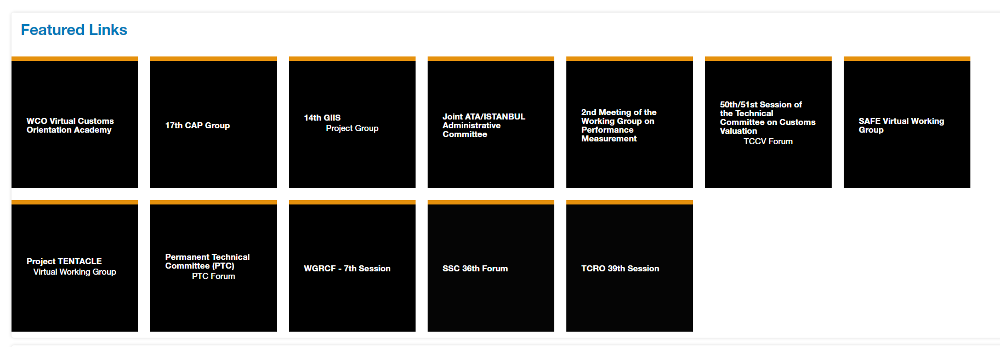 Featured Links
WCO Virtual Customs
Orientation Academy
17th CAP Group
14th GIIS
Project Group
Joint ATA/ISTANBUL
Administrative
Committee
2nd Meeting of the
Working Group on
Performance
Measurement
50th/51st Session of
the Technical
Committee on Customs
Valuation
TCCV Forum
SAFE Virtual Working
Group
Project TENTACLE
Virtual Working Group
Permanent Technical
Committee (PTC)
PTC Forum
WGRCF - 7th Session
SSC 36th Forum
TCRO 39th Session